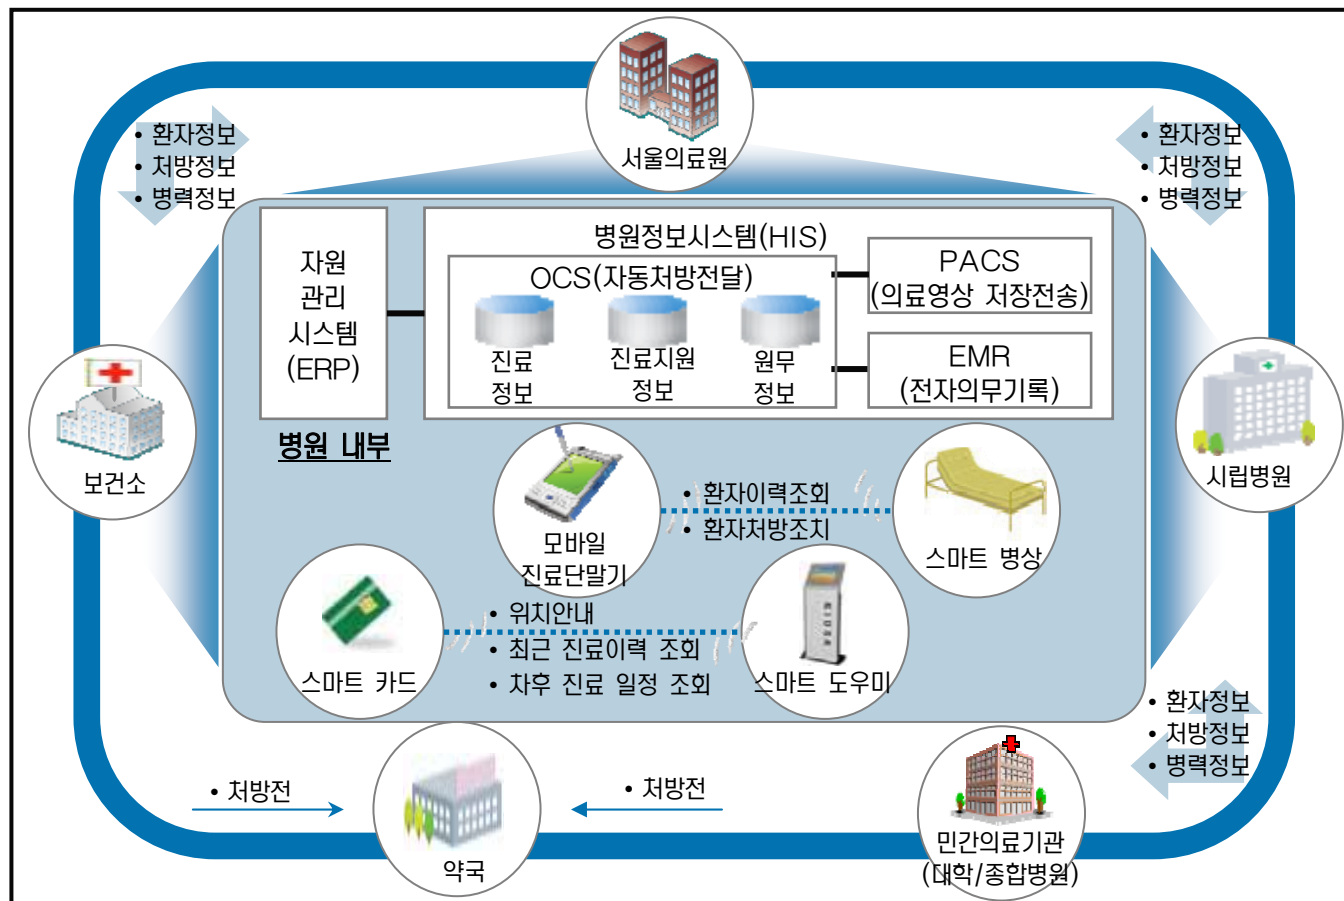 서울의료원
• 환자정보
• 처방정보
• 병력정보
• 환자정보
• 처방정보
• 병력정보
자원
관리
시스템
(ERP)
병원정보시스템(HIS)
OCS(자동처방전달)
진료
정보
진료지원
정보
원무
정보
PACS
(의료영상 저장전송)
EMR
(전자의무기록)
병원 내부
보건소
시립병원
모바일
진료단말기
• 환자이력조회
• 환자처방조치
스마트 병상
스마트 카드
• 위치안내
• 최근 진료이력 조회
• 차후 진료 일정 조회
스마트 도우미
• 환자정보
• 처방정보
• 병력정보
• 처방전
약국
• 처방전
민간의료기관
(대학/종합병원)